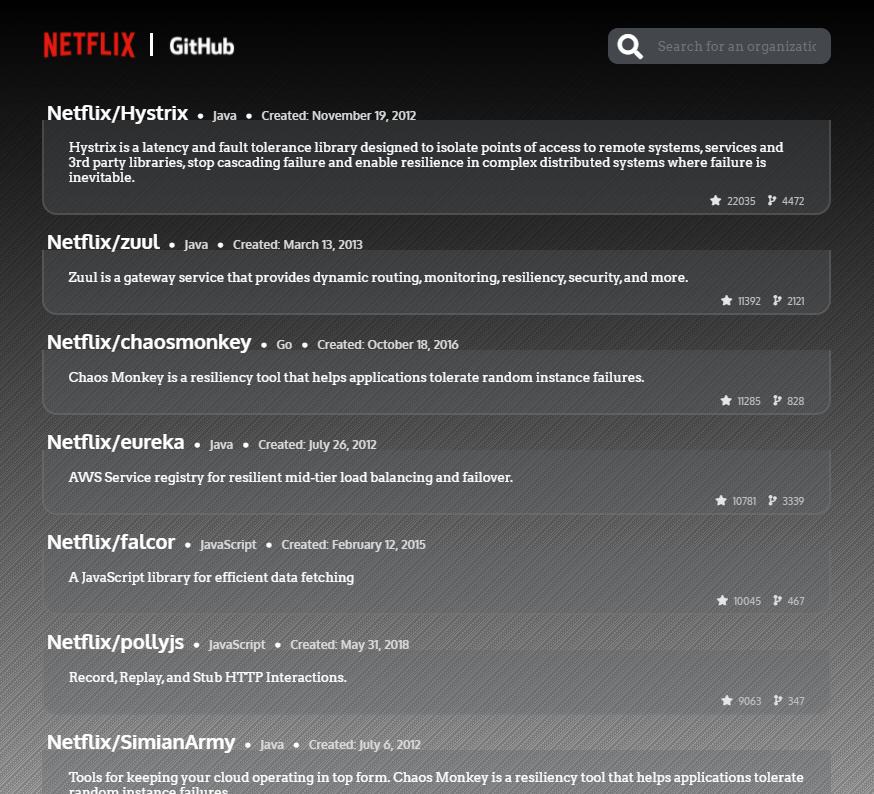 NETFLIX | GitHub
Search for an organizatic
Netflix/Hystrix • Java • Created: November 19, 2012
Hystrix is a latency and fault tolerance library designed to isolate points of access to remote systems, services and
3rd party libraries, stop cascading failure and enable resilience in complex distributed systems where failure is
inevitable.
22035 4472
Netflix/zuul • Java • Created: March 13, 2013
Zuul is a gateway service that provides dynamic routing, monitoring, resiliency, security, and more.
11392 2121
Netflix/chaosmonkey • Go • Created: October 18, 2016
Chaos Monkey is a resiliency tool that helps applications tolerate random instance failures.
11285 828
Netflix/eureka • Java • Created: July 26, 2012
AWS Service registry for resilient mid-tier load balancing and failover.
10781 3339
Netflix/falcor • JavaScript • Created: February 12, 2015
A JavaScript library for efficient data fetching
10045 467
Netflix/pollyjs • JavaScript • Created: May 31, 2018
Record, Replay, and Stub HTTP Interactions.
9063 347
Netflix/SimianArmy • Java • Created: July 6, 2012
Tools for keeping your cloud operating in top form. Chaos Monkey is a resiliency tool that helps applications tolerate
random instance failures